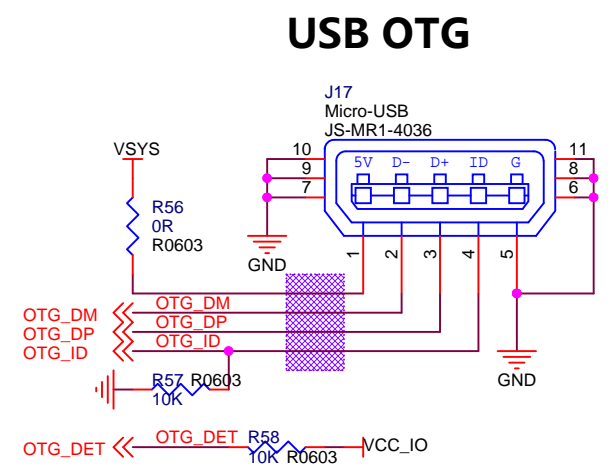 USB OTG
J17
Micro-USB
JS-MR1-4036
VSYS
10
9
7
11
8
6
5V D- D+ ID G
R56
0R
R0603
GND
1 2 3 4 5
OTG_DM
OTG_DM
OTG_DP
OTG_DP
OTG_ID
OTG_ID
GND
R57 R0603
10K
OTG_DET
OTG_DET
R58
10K R0603
VCC_IO